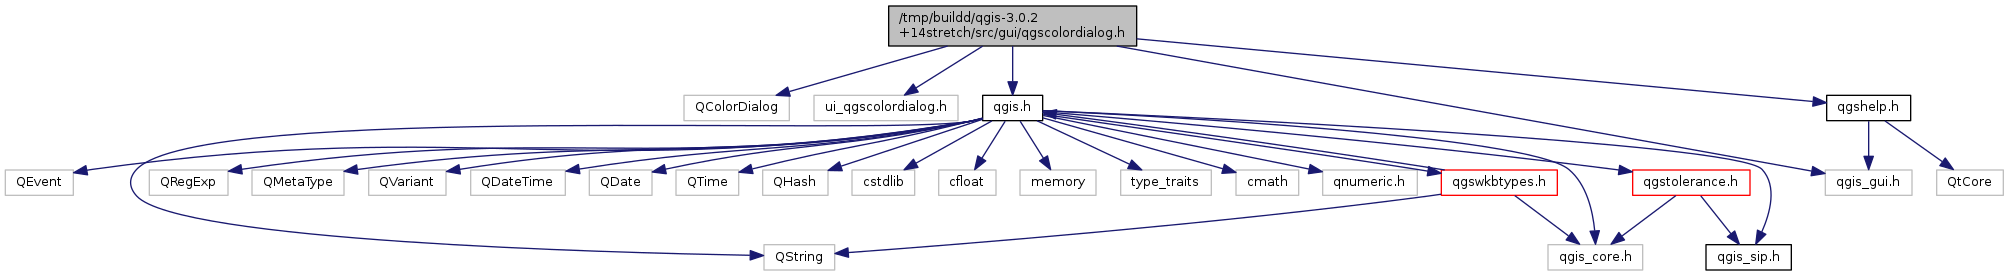 /tmp/buildd/qgis-3.0.2
+14stretch/src/gui/qgscolordialog.h
QColorDialog
ui_qgscolordialog.h
qgis.h
qgshelp.h
QEvent
QRegExp
QMetaType
QVariant
QDateTime
QDate
QTime
QHash
cstdlib
cfloat
memory
type_traits
cmath
qnumeric.h
qgswkbtypes.h
qgstolerance.h
qgis_gui.h
QtCore
QString
qgis_core.h
qgis_sip.h